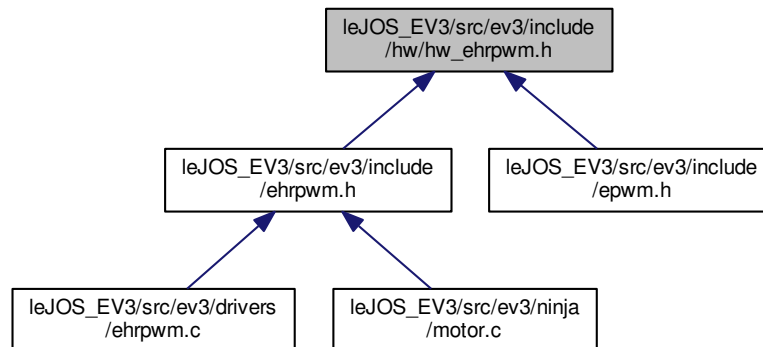 leJOS_EV3/src/ev3/include
/hw/hw_ehrpwm.h
leJOS_EV3/src/ev3/include
/ehrpwm.h
leJOS_EV3/src/ev3/include
/epwm.h
leJOS_EV3/src/ev3/drivers
/ehrpwm.c
leJOS_EV3/src/ev3/ninja
/motor.c